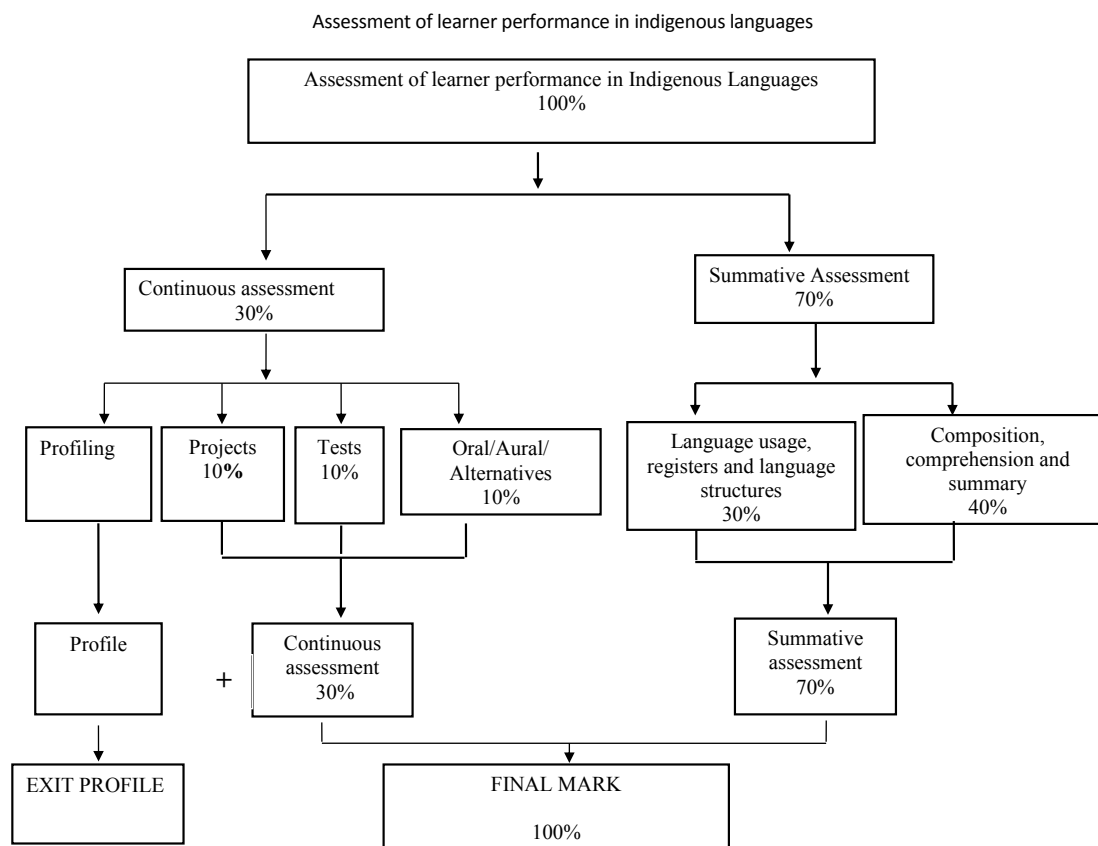 Assessment of learner performance in indigenous languages
Assessment of learner performance in Indigenous Languages
100%
Continuous assessment
30%
Summative Assessment
70%
Profiling
Projects
10%
Tests
10%
Oral/Aural/
Alternatives
10%
Language usage,
registers and language
structures
30%
Composition,
comprehension and
summary
40%
Profile
+
Continuous
assessment
30%
Summative
assessment
70%
EXIT PROFILE
FINAL MARK
100%